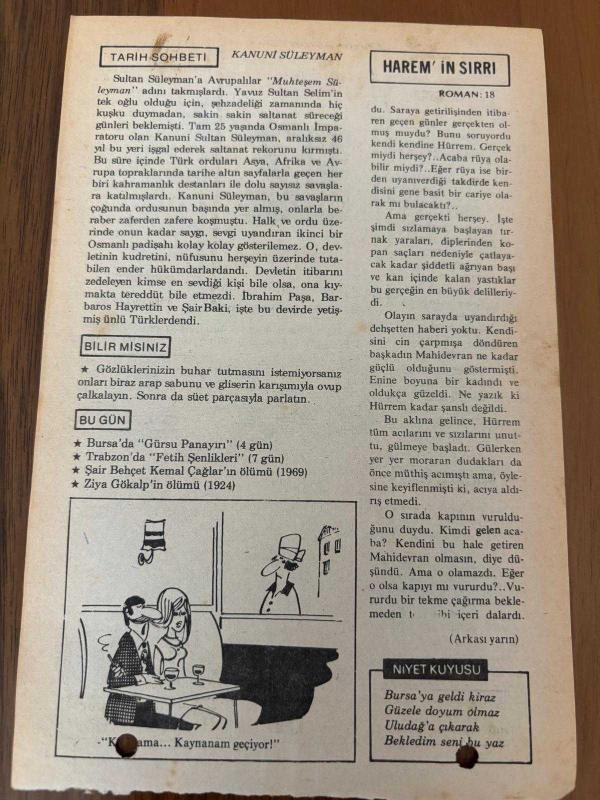 TARİH SOHBETİ
KANUNİ SÜLEYMAN
Sultan Süleyman'a Avrupalılar "Muhteşem Sü-
leyman" adını takmışlardı. Yavuz Sultan Selim'in
tek oğlu olduğu için, şehzadeliği zamanında hiç
kuşku duymadan, sakin sakin saltanat süreceği
günleri beklemişti. Tam 25 yaşında Osmanlı İmpa-
ratoru olan Kanuni Sultan Süleyman, aralıksız 46
yıl bu yeri işgal ederek saltanat rekorunu kırmıştı.
Bu süre içinde Türk orduları Asya, Afrika ve Av-
rupa topraklarında tarihe altın sayfalarla geçen her
biri kahramanlık destanları ile dolu sayısız savaşla-
ra katılmışlardı. Kanuni Süleyman, bu savaşların
çoğunda ordusunun başında yer almış, onlarla be-
raber zaferden zafere koşmuştu. Halk ve ordu üze-
rinde onun kadar saygı, sevgi uyandıran ikinci bir
Osmanlı padişahı kolay kolay gösterilemez. O, dev-
letinin kudretini, nüfusunu herşeyin üzerinde tuta-
bilen ender hükümdarlardandı. Devletin itibarını
zedeleyen kimse en sevdiği kişi bile olsa, ona kıy-
makta tereddüt bile etmezdi. İbrahim Paşa, Bar-
baros Hayrettin ve Şair Baki, işte bu devirde yetiş-
miş ünlü Türklerdendi.
BİLİR MİSİNİZ
★ Gözlüklerinizin buhar tutmasını istemiyorsanız
onları biraz arap sabunu ve gliserin karışımıyla ovup
çalkalayın. Sonra da süet parçasıyla parlatın.
BU GÜN
★ Bursa'da "Gürsu Panayırı" (4 gün)
★ Trabzon'da "Fetih Şenlikleri" (7 gün)
★ Şair Behçet Kemal Çağlar'ın ölümü (1969)
★ Ziya Gökalp'in ölümü (1924)
-"K ama... Kaynanam geçiyor!"
HAREM' İN SIRRI
ROMAN: 18
du. Saraya getirilişinden itiba-
ren geçen günler gerçekten ol-
muş muydu? Bunu soruyordu
kendi kendine Hürrem. Gerçek
miydi herşey?..Acaba rüya ola-
bilir miydi?..Eğer rüya ise bir-
den uyanıverdiği takdirde ken-
disini gene basit bir cariye ola-
rak mı bulacaktı?..
Ama gerçekti herşey. İşte
şimdi sızlamaya başlayan tır-
nak yaraları, diplerinden ko-
pan saçları nedeniyle çatlaya-
cak kadar şiddetli ağrıyan başı
ve kan içinde kalan yastıklar
bu gerçeğin en büyük delilleriy-
di.
Olayın sarayda uyandırdığı
dehşetten haberi yoktu. Kendi-
sini cin çarpmışa döndüren
başkadın Mahidevran ne kadar
güçlü olduğunu göstermişti.
Enine boyuna bir kadındı ve
oldukça güzeldi. Ne yazık ki
Hürrem kadar şanslı değildi.
Bu aklına gelince, Hürrem
tüm acılarını ve sızılarını unut-
tu, gülmeye başladı. Gülerken
yer yer moraran dudakları da
önce müthiş acımıştı ama, öyle-
sine keyiflenmişti ki, acıya aldı-
rış etmedi.
O sırada kapının vuruldu-
ğunu duydu. Kimdi gelen aca-
ba? Kendini bu hale getiren
Mahidevran olmasın, diye dü-
şündü. Ama o olamazdı. Eğer
o olsa kapıyı mı vururdu?..Vu-
rurdu bir tekme çağırma bekle-
meden içeri dalardı.
(Arkası yarın)
NİYET KUYUSU
Bursa'ya geldi kiraz
Güzele doyum olmaz
Uludağ'a çıkarak
Bekledim seni bu yaz